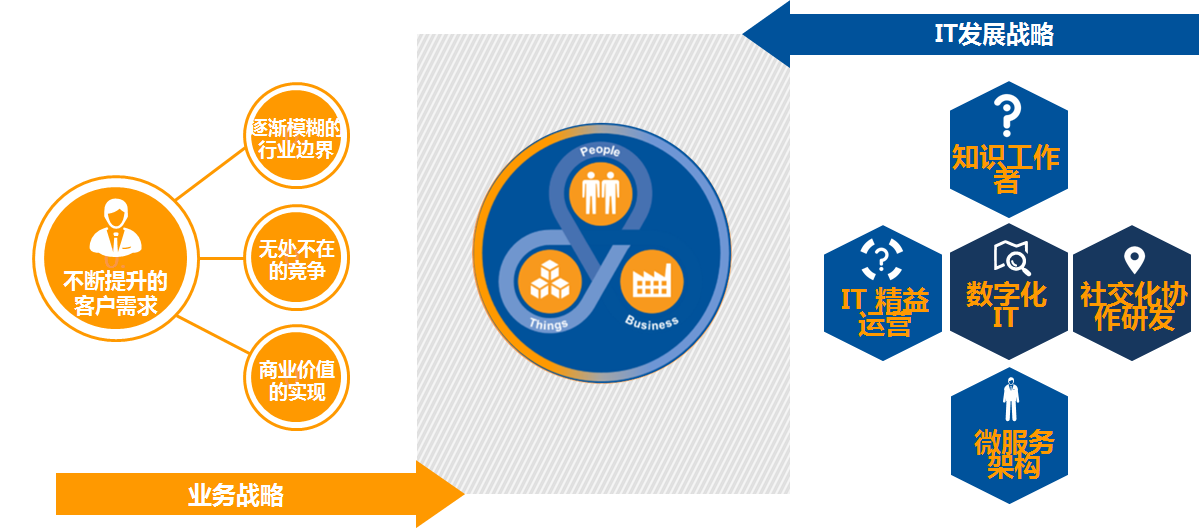 IT发展战略
逐渐模糊的
行业边界
不断提升的
客户需求
无处不在
的竞争
商业价值
的实现
业务战略
People
Things
Business
知识工作
者
IT 精益
运营
数字化
IT
社交化协
作研发
微服务
架构